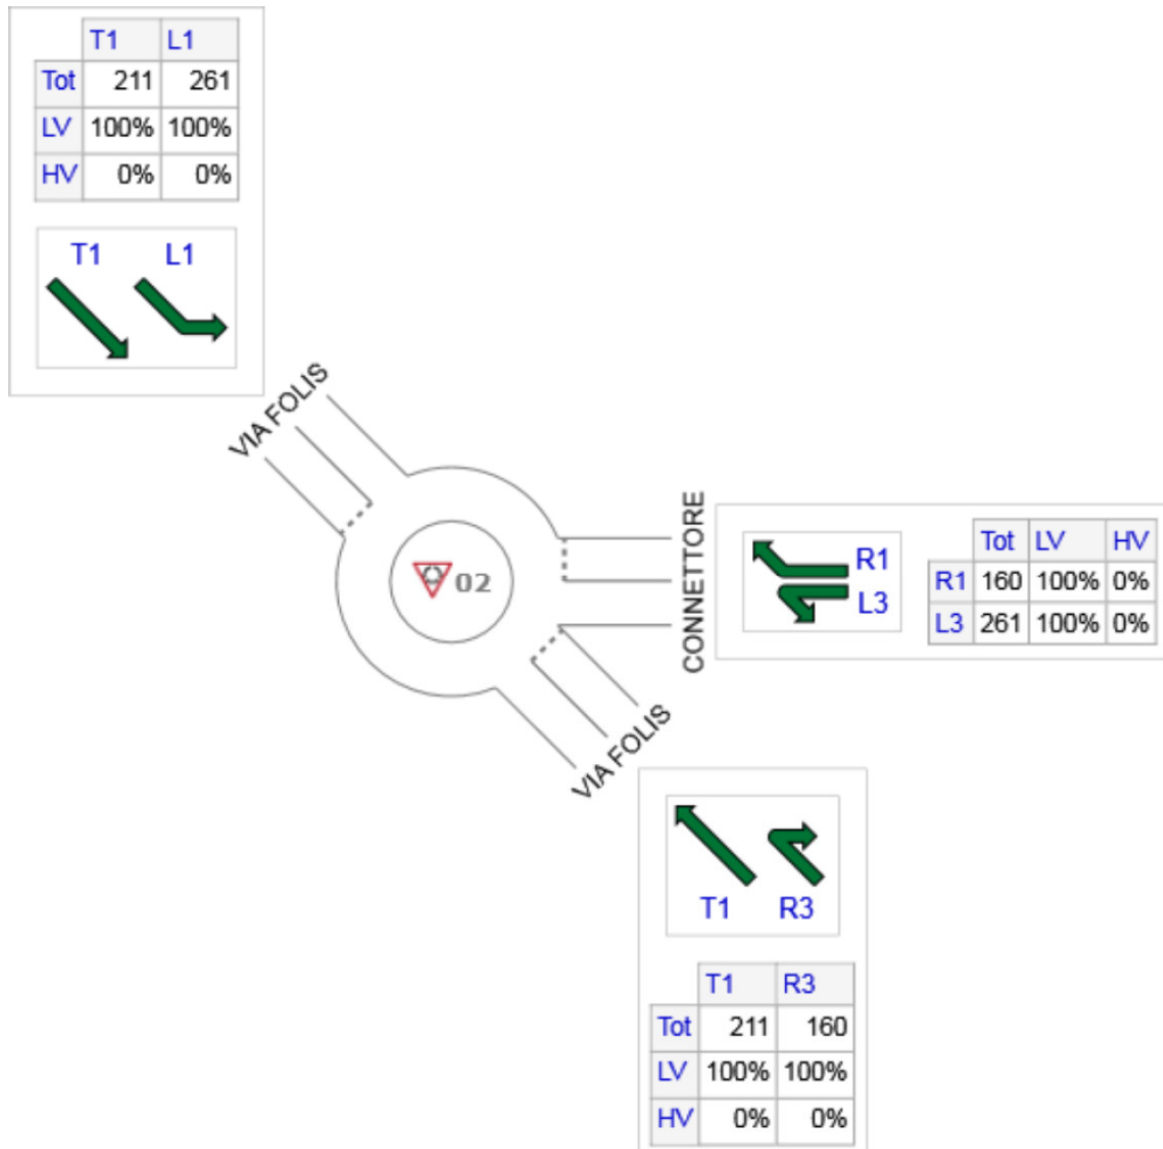 T1 L1
Tot 211 261
LV 100% 100%
HV 0% 0%
T1 L1
VIA FOLIS
02
CONNETTORE
R1
L3
Tot LV HV
R1 160 100% 0%
L3 261 100% 0%
VIA FOLIS
T1 R3
T1 R3
Tot 211 160
LV 100% 100%
HV 0% 0%